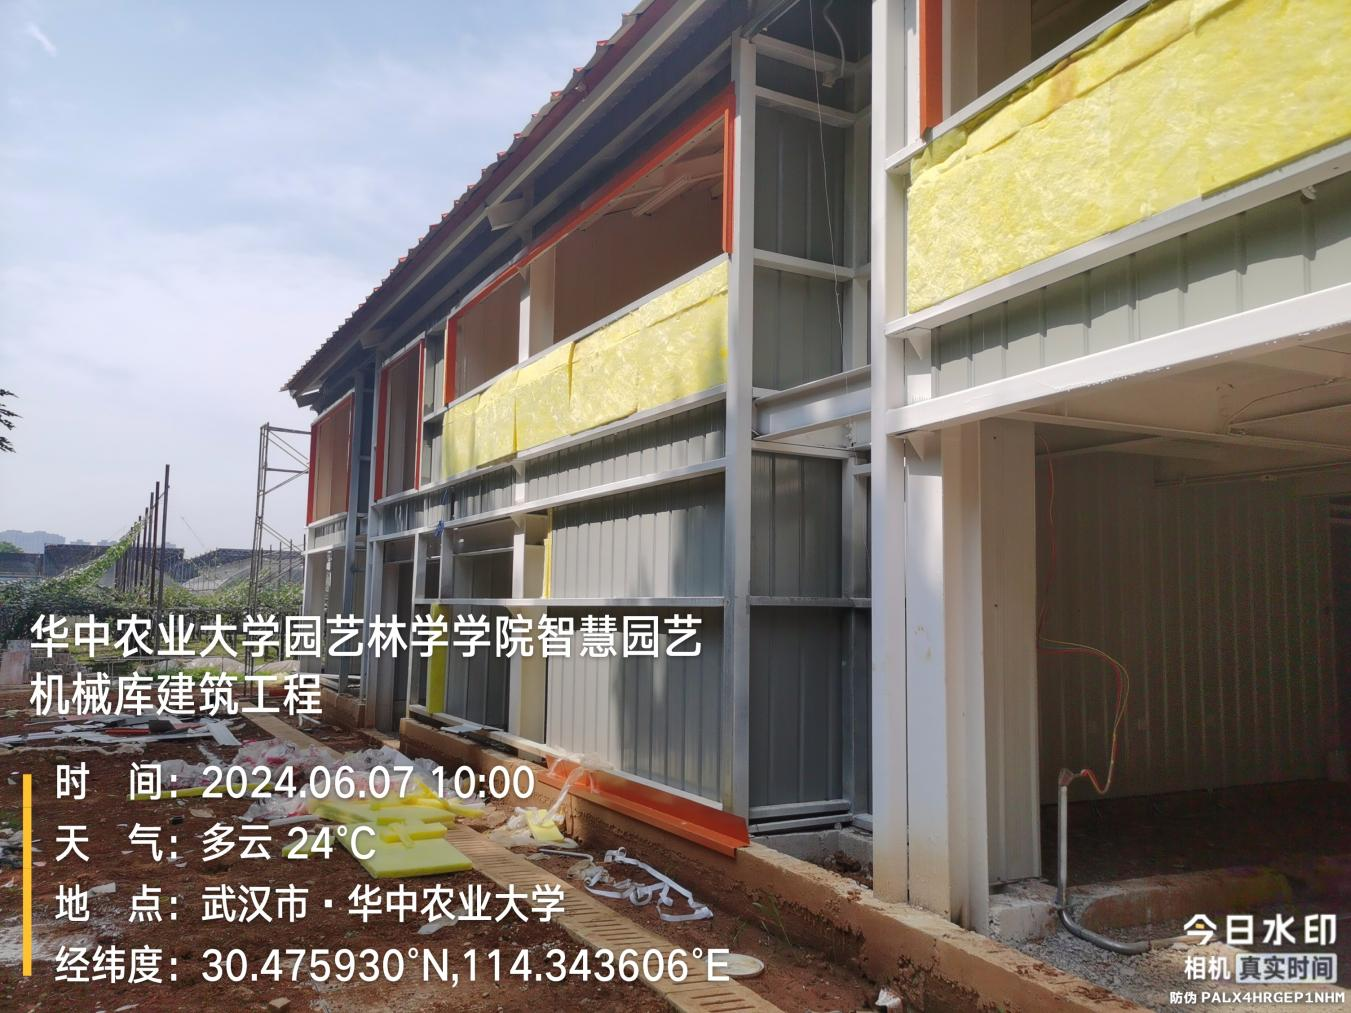 华中农业大学园艺林学学院智慧园艺
机械库建筑工程
时 间：2024.06.07 10:00
天 气：多云 24℃
地 点：武汉市·华中农业大学
经纬度：30.475930°N,114.343606°E
今日水印
相机 真实时间
防伪 PALX4HRGEP1NHM